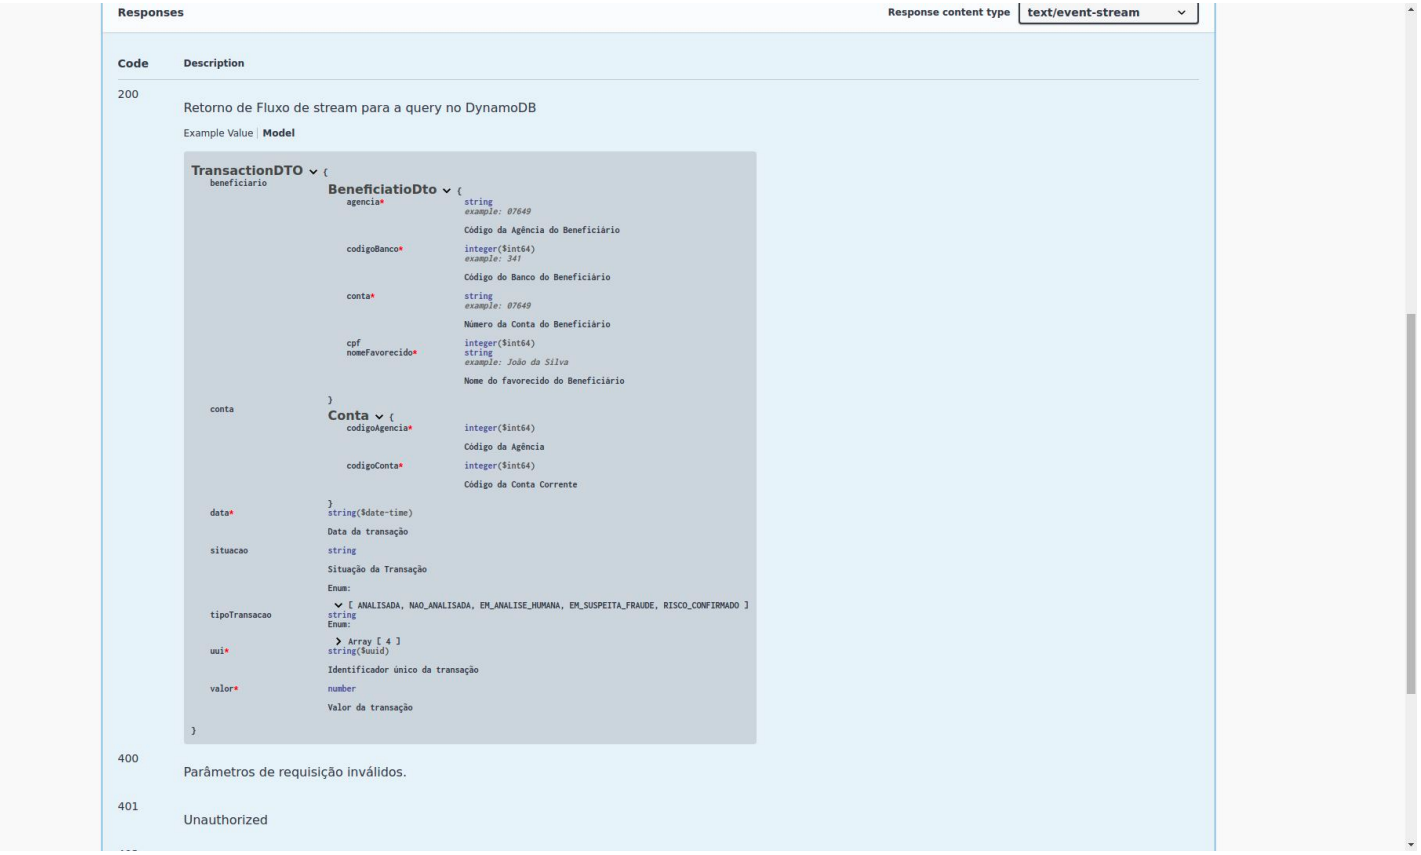 Responses
Response content type text/event-stream
Code Description
200
Retorno de Fluxo de stream para a query no DynamoDB
Example Value | Model
TransactionDTO {
beneficiario
BeneficiatioDto {
agencia* string
example: 07649
Código da Agência do Beneficiário
codigoBanco* integer($int64)
example: 341
Código do Banco do Beneficiário
conta* string
example: 07649
Número da Conta do Beneficiário
cpf integer($int64)
nomeFavorecido* string
example: João da Silva
Nome do favorecido do Beneficiário
}
conta
Conta {
codigoAgencia* integer($int64)
Código da Agência
codigoConta* integer($int64)
Código da Conta Corrente
}
data* string($date-time)
Data da transação
situacao string
Situação da Transação
Enum:
[ ANALISADA, NAO_ANALISADA, EM_ANALISE_HUMANA, EM_SUSPEITA_FRAUDE, RISCO_CONFIRMADO ]
tipoTransacao string
Enum:
Array [ 4 ]
uui* string($uuid)
Identificador único da transação
valor* number
Valor da transação
}
400
Parâmetros de requisição inválidos.
401
Unauthorized